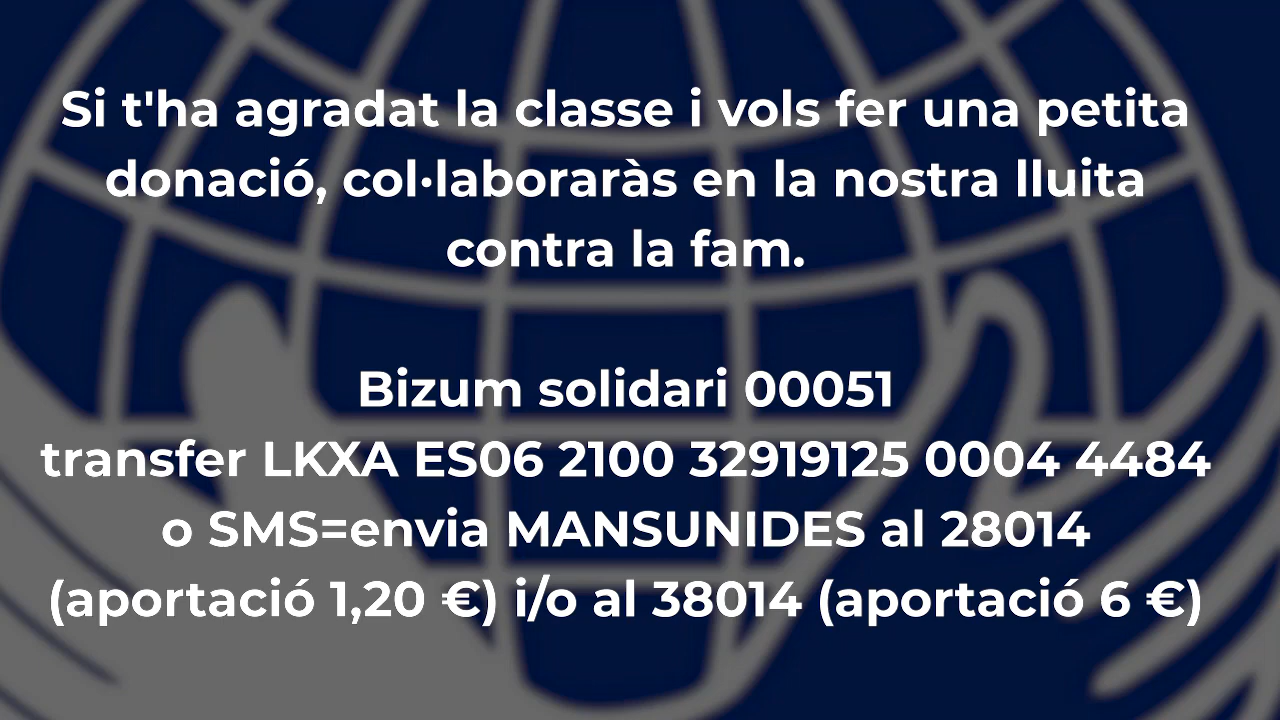 Si t'ha agradat la classe i vols fer una petita
donació, col·laboraràs en la nostra lluita
contra la fam.
Bizum solidari 00051
transfer LKXA ES06 2100 32919125 0004 4484
o SMS=envia MANSUNIDES al 28014
(aportació 1,20 €) i/o al 38014 (aportació 6 €)